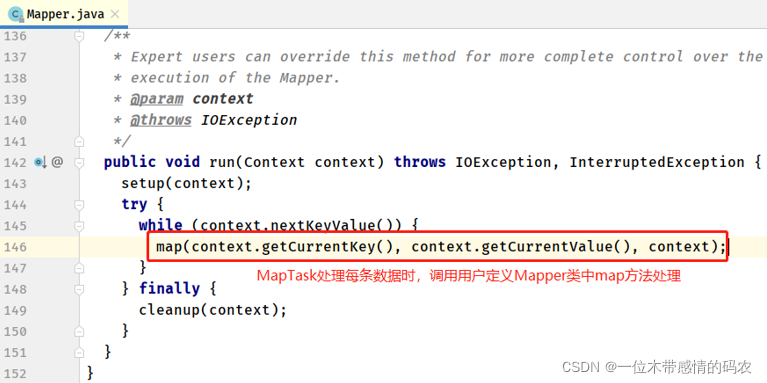 Mapper.java
136 /**
137 * Expert users can override this method for more complete control over the
138 * execution of the Mapper.
139 * @param context
140 * @throws IOException
141 */
142 @ public void run(Context context) throws IOException, InterruptedException {
143 setup(context);
144 try {
145 while (context.nextKeyValue()) {
146 map(context.getCurrentKey(), context.getCurrentValue(), context);
147 }
MapTask处理每条数据时，调用用户定义Mapper类中map方法处理
148 } finally {
149 cleanup(context);
150 }
151 }
152 }
CSDN @一位木带感情的码农